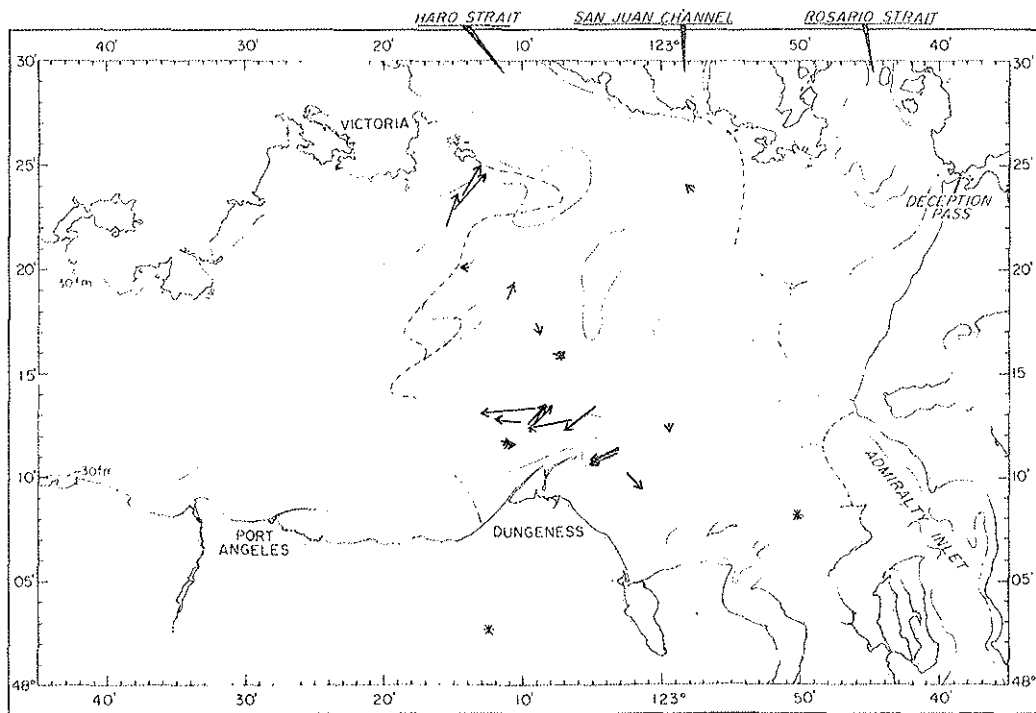 HARO STRAIT
SAN JUAN CHANNEL
ROSARIO STRAIT
40' 30' 20' 10' 123° 50' 40'
30' 30'
VICTORIA
25' 25'
DECEPTION
PASS
20' 20'
30fm
15' 15'
30fm
10' 10'
ADMIRALTY INLET
PORT
ANGELES
DUNGENESS
05' 05'
48° 48°
40' 30' 20' 10' 123° 50' 40'